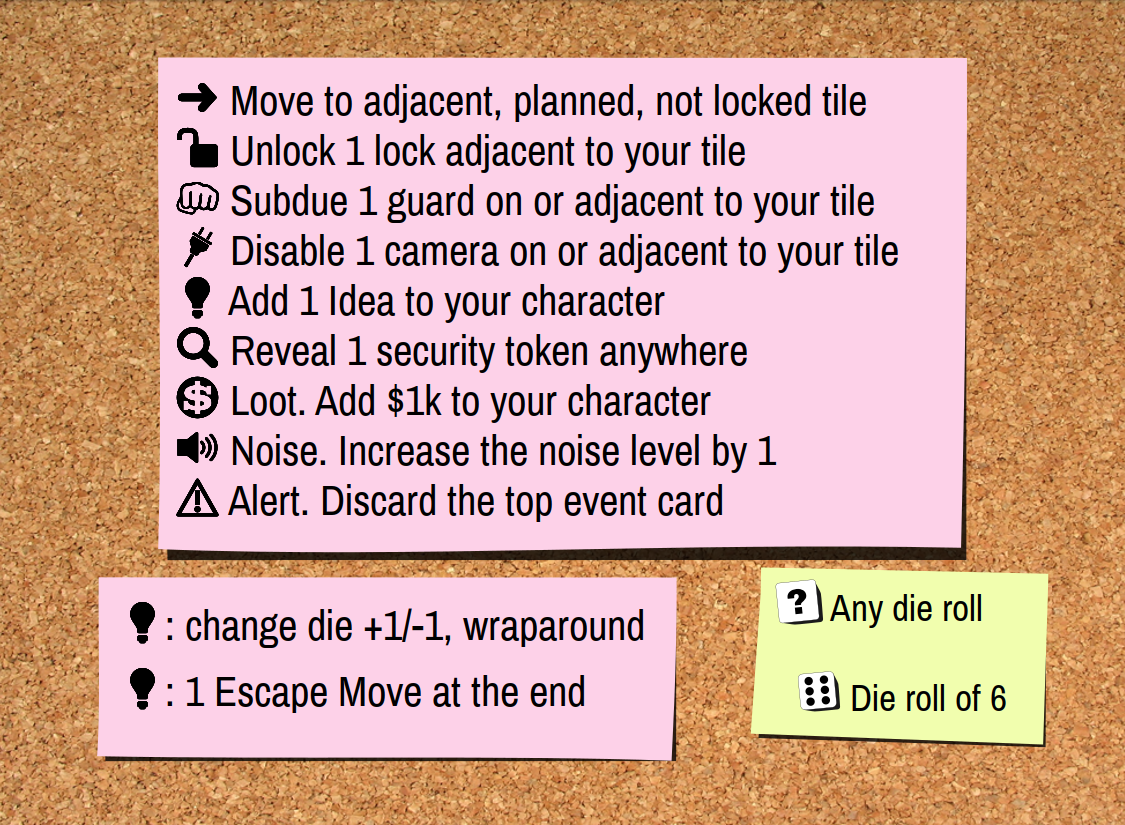 Move to adjacent, planned, not locked tile
Unlock 1 lock adjacent to your tile
Subdue 1 guard on or adjacent to your tile
Disable 1 camera on or adjacent to your tile
Add 1 Idea to your character
Reveal 1 security token anywhere
Loot. Add $1k to your character
Noise. Increase the noise level by 1
Alert. Discard the top event card
: change die +1/-1, wraparound
: 1 Escape Move at the end
? Any die roll
Die roll of 6